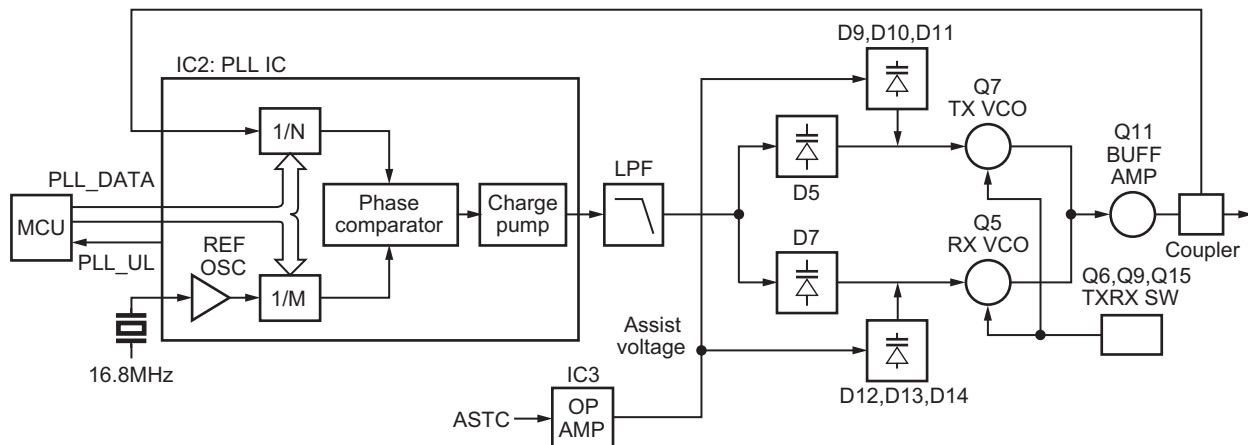 D9,D10,D11
IC2: PLL IC
Q7
TX VCO
1/N
Q11
BUFF
AMP
PLL_DATA
LPF
D5
MCU
Phase
comparator
Charge
pump
Q5
RX VCO
Coupler
PLL_UL
REF
OSC
D7
1/M
Q6,Q9,Q15
TXRX SW
Assist
voltage
16.8MHz
IC3
D12,D13,D14
ASTC
OP
AMP